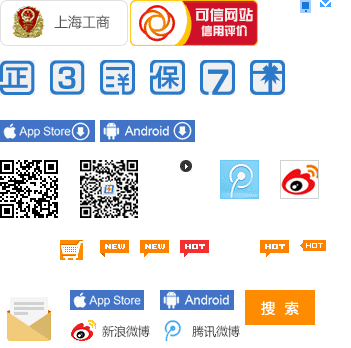 上海工商
可信网站
信用评价
正 3 保 7
App Store Android
NEW NEW HOT HOT HOT
App Store Android
搜 索
新浪微博 腾讯微博